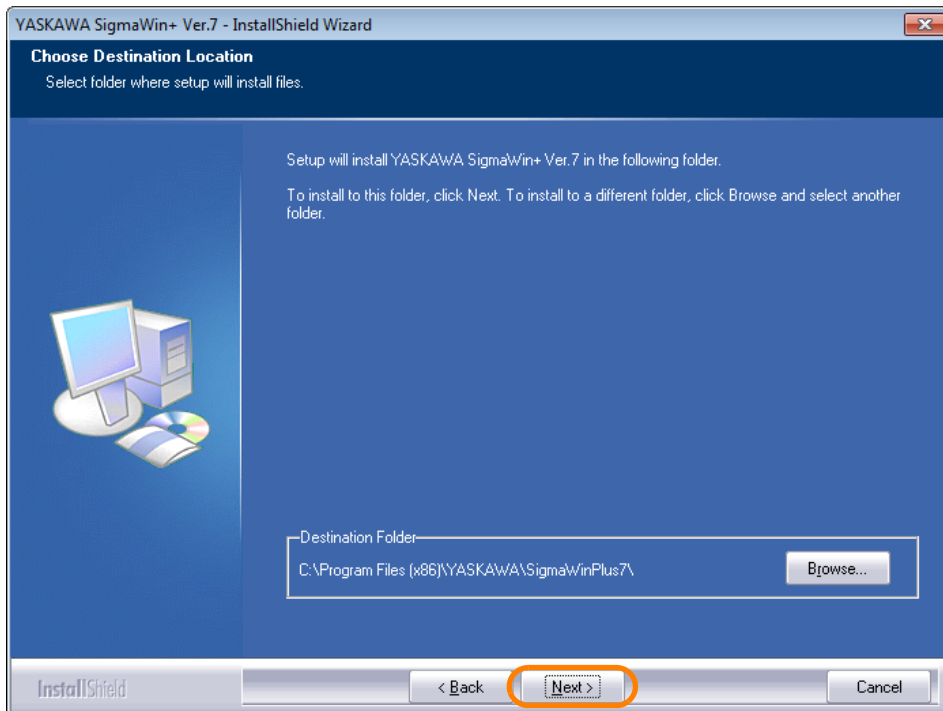 YASKAWA SigmaWin+ Ver.7 - InstallShield Wizard
Choose Destination Location
Select folder where setup will install files.
Setup will install YASKAWA SigmaWin+ Ver.7 in the following folder.
To install to this folder, click Next. To install to a different folder, click Browse and select another
folder.
Destination Folder
C:\Program Files (x86)\YASKAWA\SigmaWinPlus7\
Browse...
InstallShield
< Back
Next >
Cancel